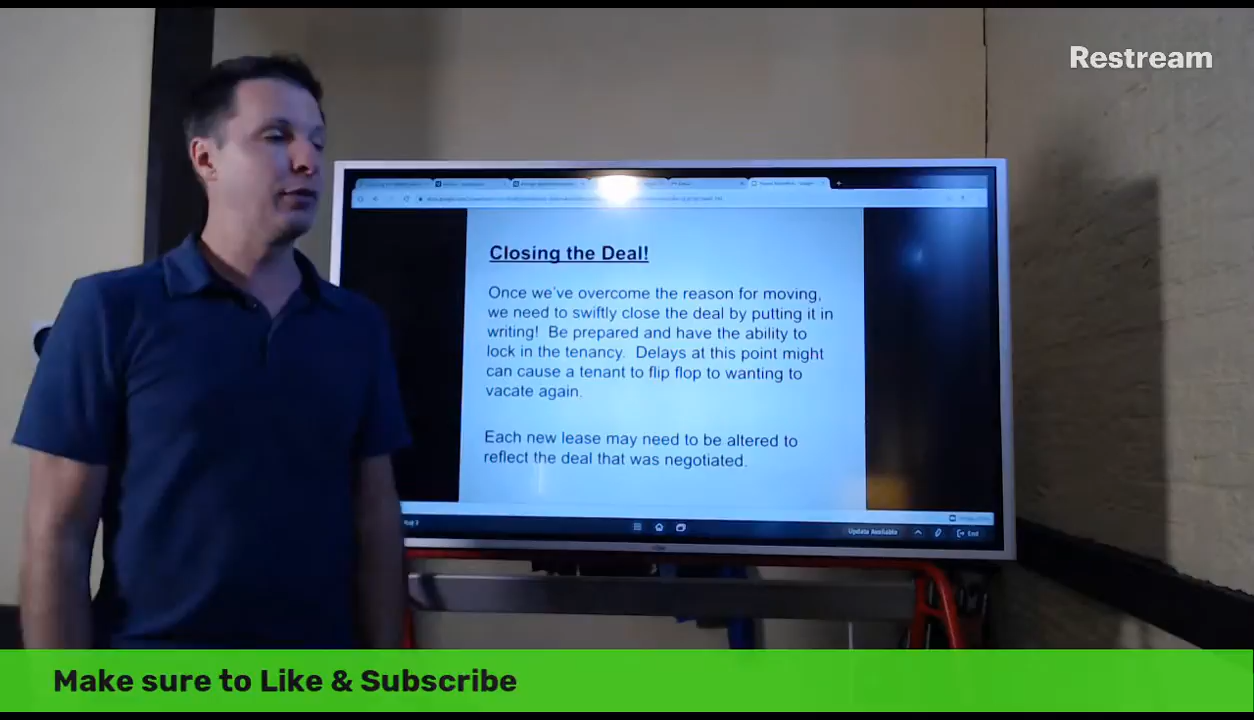 Restream
Closing the Deal!
Once we've overcome the reason for moving,
we need to swiftly close the deal by putting it in
writing! Be prepared and have the ability to
lock in the tenancy. Delays at this point might
can cause a tenant to flip flop to wanting to
vacate again.
Each new lease may need to be altered to
reflect the deal that was negotiated.
Update Available
End
Make sure to Like & Subscribe